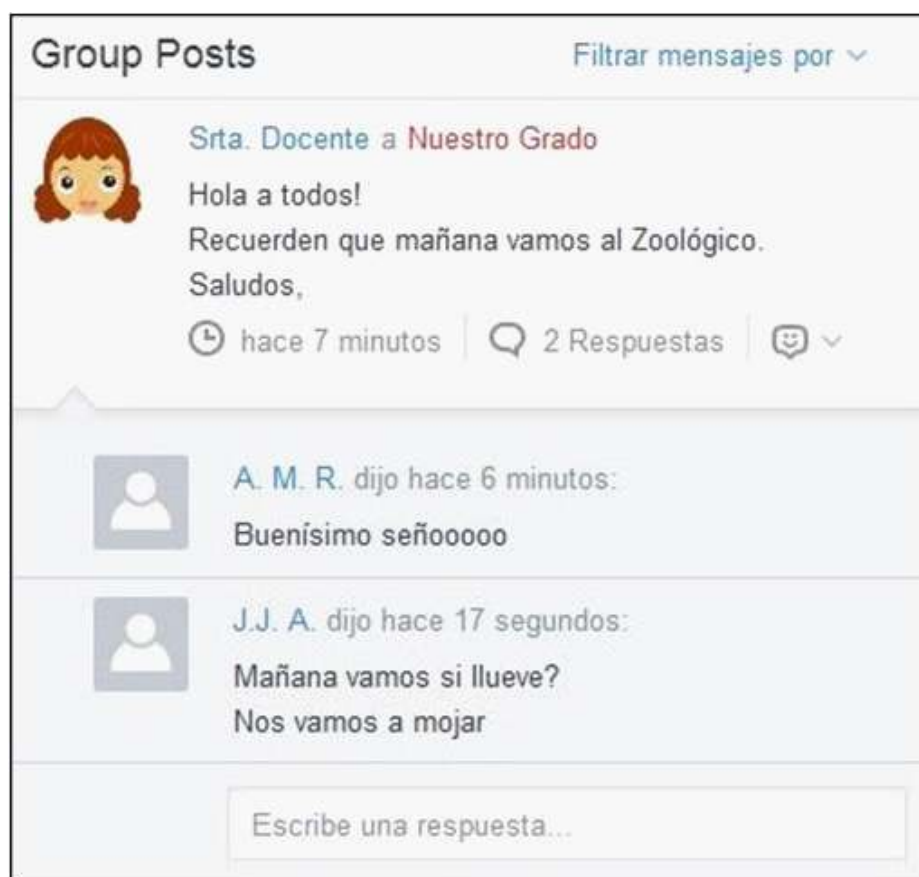 Group Posts
Filtrar mensajes por
Srta. Docente a Nuestro Grado
Hola a todos!
Recuerden que mañana vamos al Zoológico.
Saludos,
hace 7 minutos
2 Respuestas
A. M. R. dijo hace 6 minutos:
Buenísimo señooooo
J.J. A. dijo hace 17 segundos:
Mañana vamos si llueve?
Nos vamos a mojar
Escribe una respuesta...